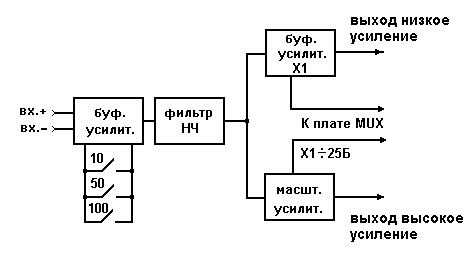 выход низкое
усиление
буф.
усилит.
X1
вх.+
вх.–
буф.
усилит.
фильтр
НЧ
К плате MUX
X1÷25Б
10
50
100
масшт.
усилит.
выход высокое
усиление